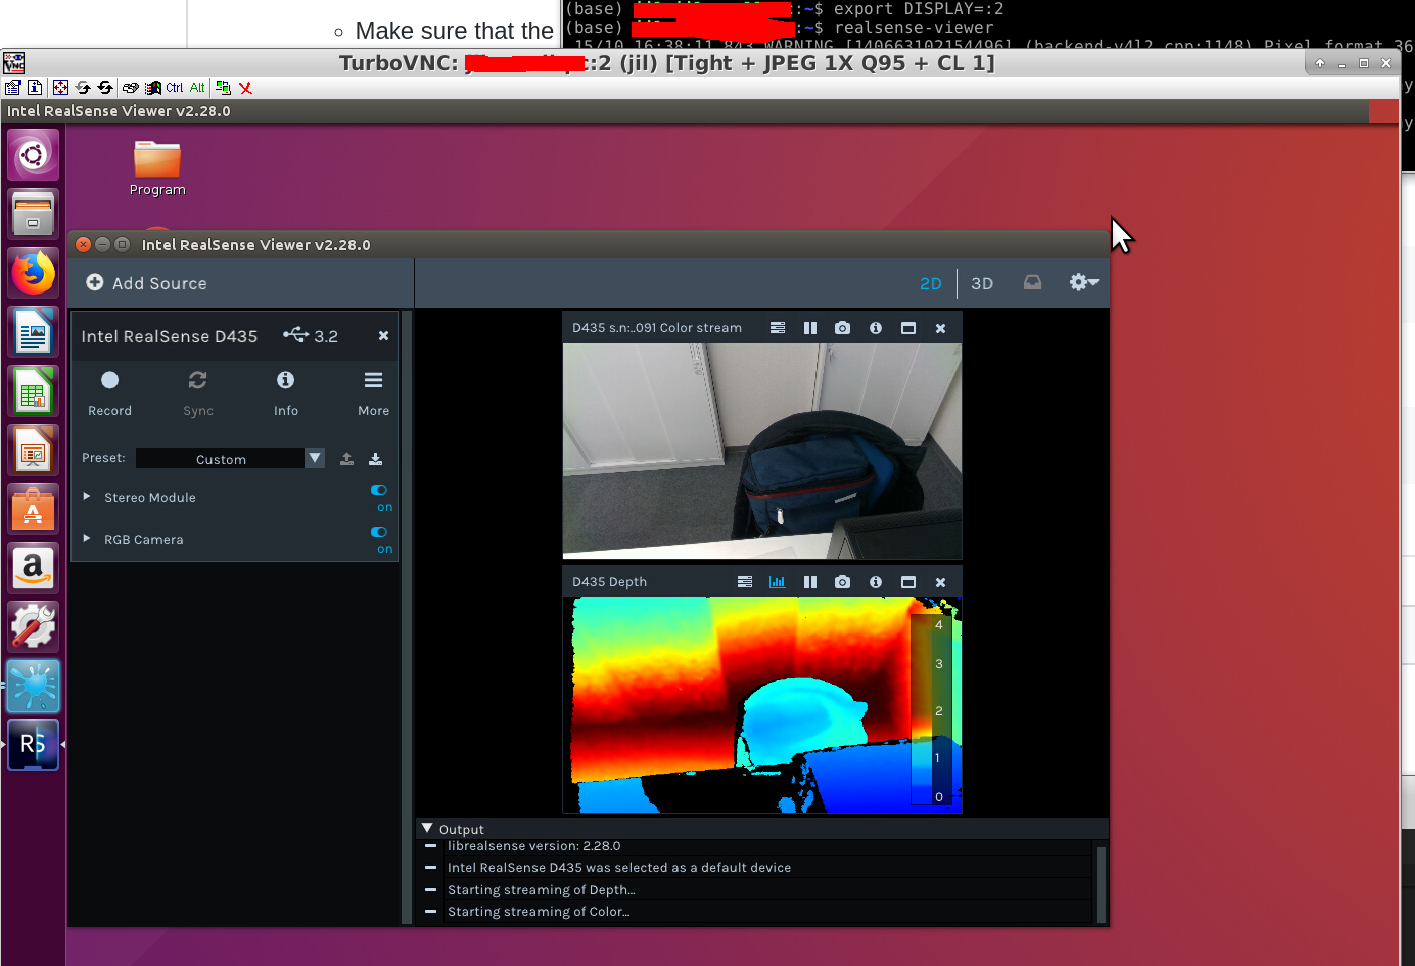 Make sure that the
(base) :~$ export DISPLAY=:2
(base) :~$ realsense-viewer
15/10 16:38:11,843 WARNING [140663102154496] (backend-v4l2.cpp:1148) Pixel format 36
TurboVNC: :2 (jil) [Tight + JPEG 1X Q95 + CL 1]
VNC
Ctrl Alt
Intel RealSense Viewer v2.28.0
Program
Intel RealSense Viewer v2.28.0
Add Source
2D
3D
Intel RealSense D435
3.2
Record
Sync
Info
More
Preset:
Custom
Stereo Module
on
RGB Camera
on
D435 s.n:..091 Color stream
D435 Depth
4
3
2
1
0
a
RS
Output
librealsense version: 2.28.0
Intel RealSense D435 was selected as a default device
Starting streaming of Depth...
Starting streaming of Color...